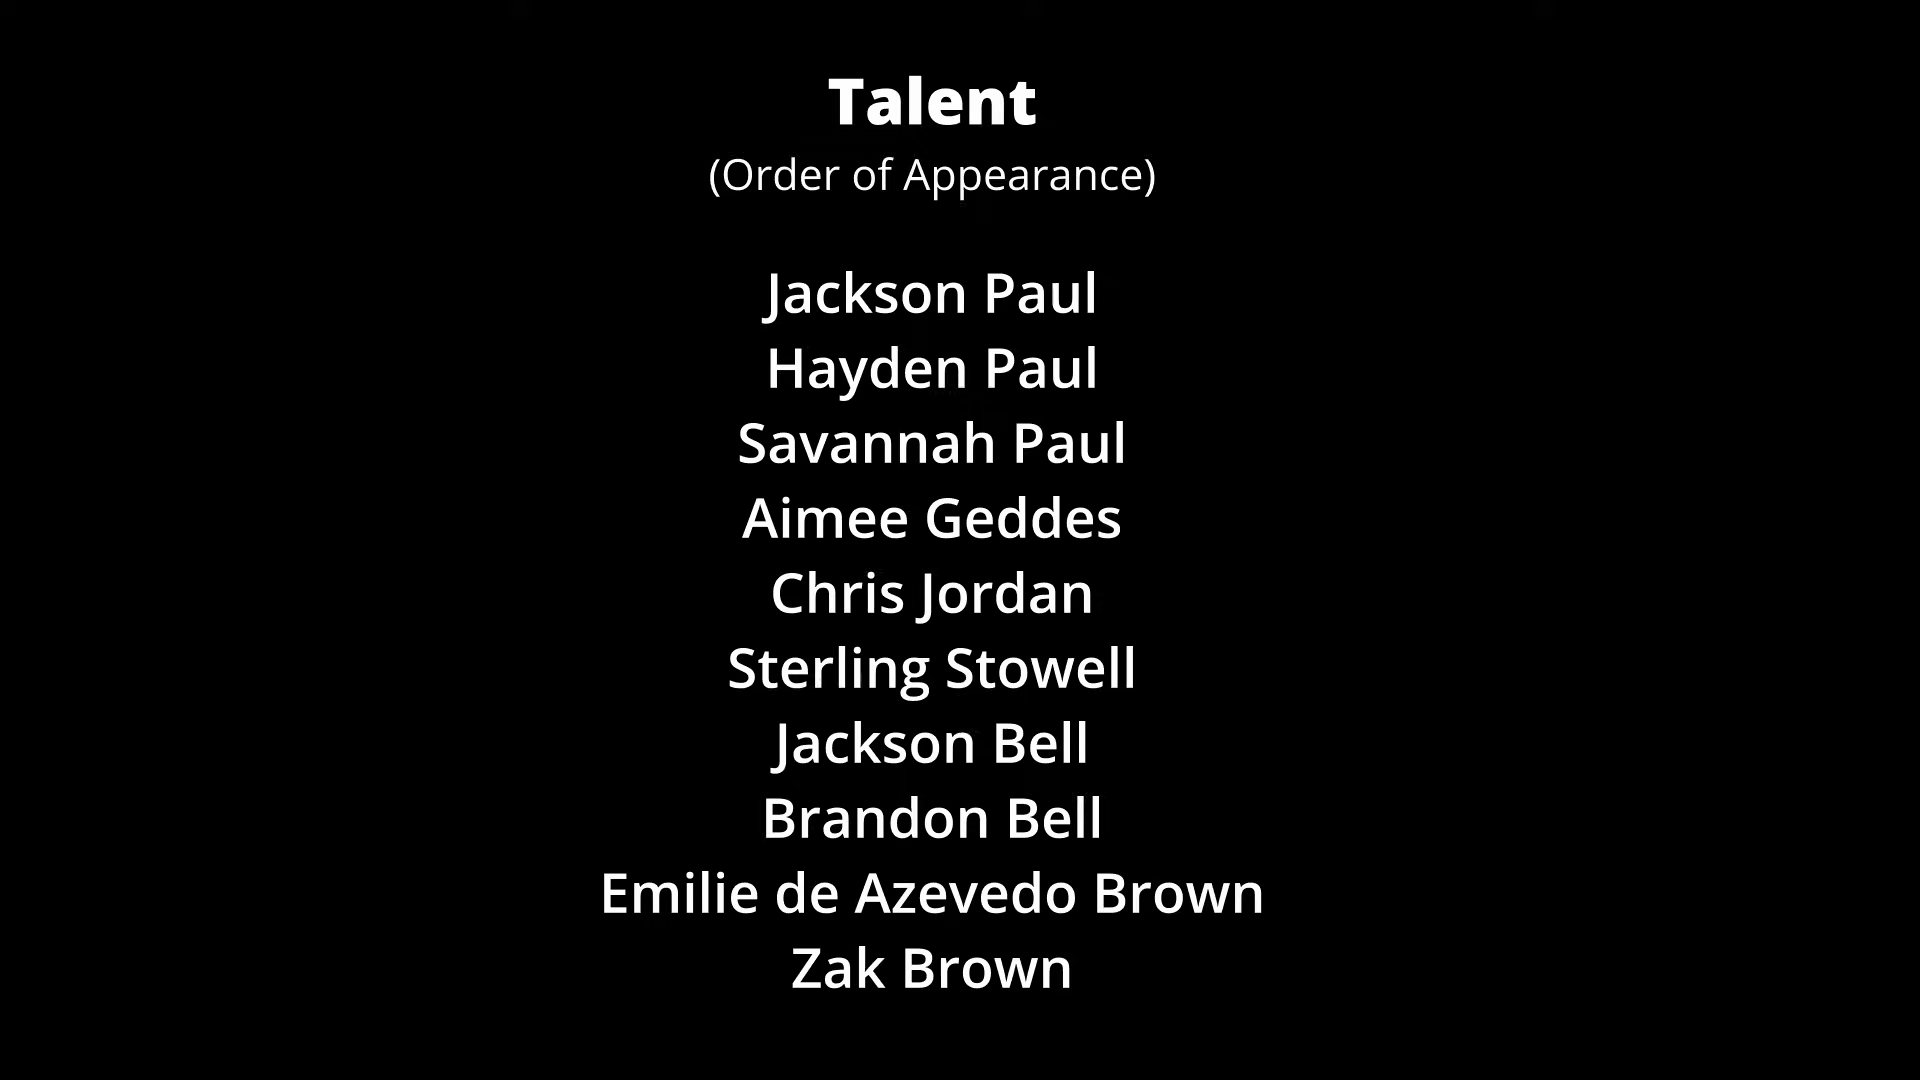 Talent
(Order of Appearance)
Jackson Paul
Hayden Paul
Savannah Paul
Aimee Geddes
Chris Jordan
Sterling Stowell
Jackson Bell
Brandon Bell
Emilie de Azevedo Brown
Zak Brown